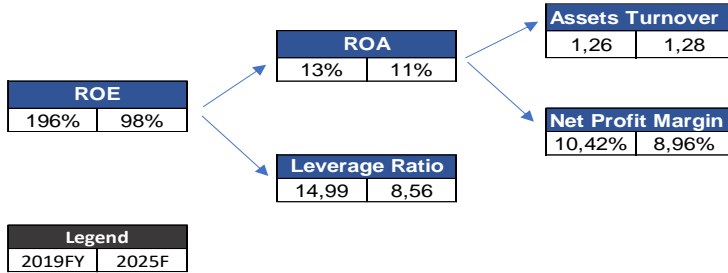 Assets Turnover
1,26 1,28
ROA
13% 11%
ROE
196% 98%
Net Profit Margin
10,42% 8,96%
Leverage Ratio
14,99 8,56
Legend
2019FY 2025F